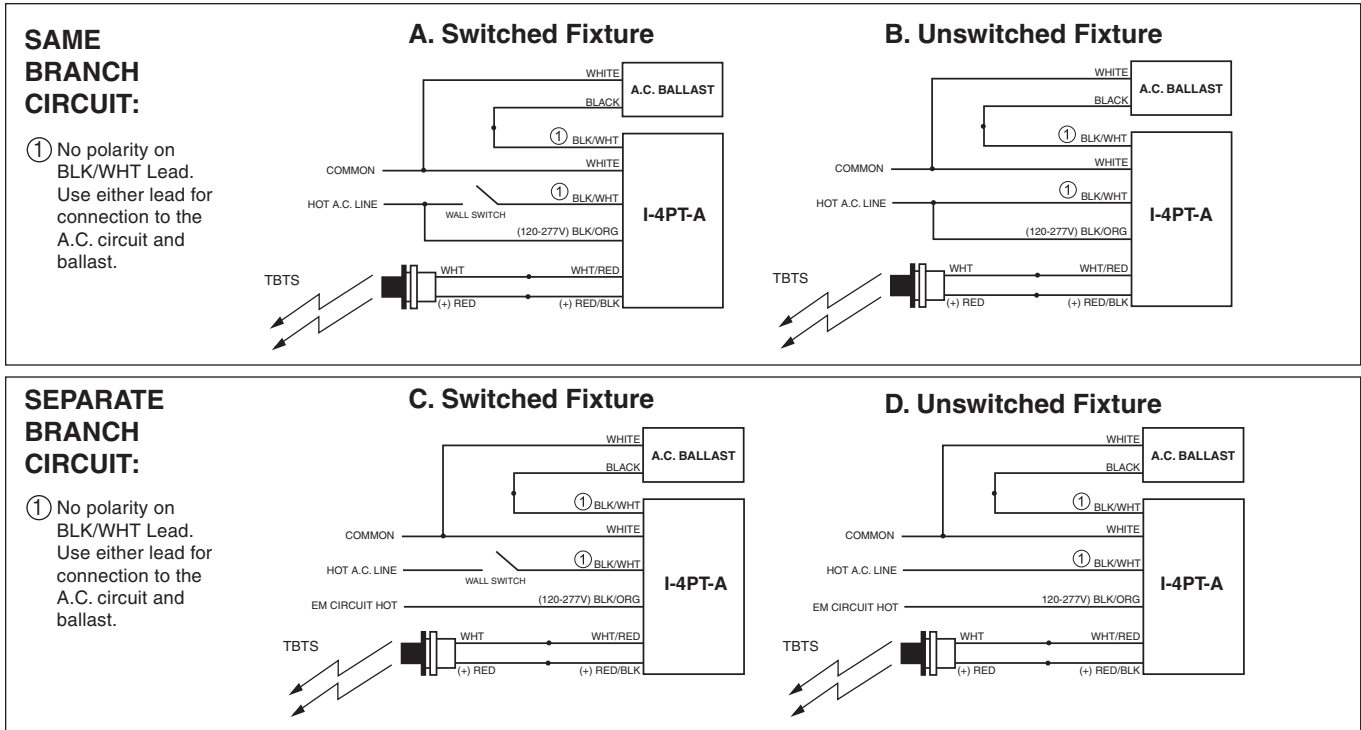 SAME
BRANCH
CIRCUIT:
① No polarity on
BLK/WHT Lead.
Use either lead for
connection to the
A.C. circuit and
ballast.
A. Switched Fixture
WHITE
A.C. BALLAST
BLACK
① BLK/WHT
WHITE
COMMON
① BLK/WHT
HOT A.C. LINE
WALL SWITCH
I-4PT-A
(120-277V) BLK/ORG
TBTS
WHT
WHT/RED
(+) RED
(+) RED/BLK
B. Unswitched Fixture
WHITE
A.C. BALLAST
BLACK
① BLK/WHT
WHITE
COMMON
① BLK/WHT
HOT A.C. LINE
I-4PT-A
(120-277V) BLK/ORG
TBTS
WHT
WHT/RED
(+) RED
(+) RED/BLK
SEPARATE
BRANCH
CIRCUIT:
① No polarity on
BLK/WHT Lead.
Use either lead for
connection to the
A.C. circuit and
ballast.
C. Switched Fixture
WHITE
A.C. BALLAST
BLACK
① BLK/WHT
WHITE
COMMON
① BLK/WHT
HOT A.C. LINE
WALL SWITCH
I-4PT-A
(120-277V) BLK/ORG
EM CIRCUIT HOT
TBTS
WHT
WHT/RED
(+) RED
(+) RED/BLK
D. Unswitched Fixture
WHITE
A.C. BALLAST
BLACK
① BLK/WHT
WHITE
COMMON
① BLK/WHT
HOT A.C. LINE
I-4PT-A
120-277V) BLK/ORG
EM CIRCUIT HOT
TBTS
WHT
WHT/RED
(+) RED
(+) RED/BLK